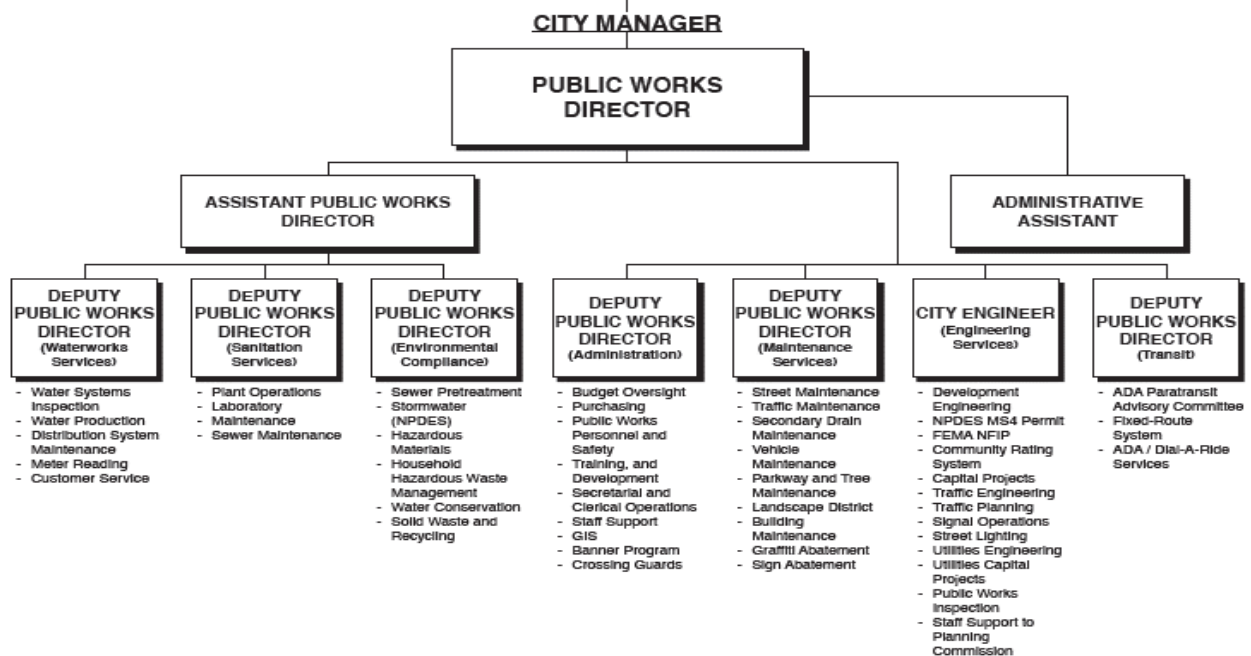 CITY MANAGER
PUBLIC WORKS
DIRECTOR
ASSISTANT PUBLIC WORKS
DIRECTOR
ADMINISTRATIVE
ASSISTANT
DEPUTY
PUBLIC WORKS
DIRECTOR
(Waterworks
Services)
- Water Systems
Inspection
- Water Production
- Distribution System
Maintenance
- Meter Reading
- Customer Service
DEPUTY
PUBLIC WORKS
DIRECTOR
(Sanitation
Services)
- Plant Operations
- Laboratory
- Maintenance
- Sewer Maintenance
DEPUTY
PUBLIC WORKS
DIRECTOR
(Environmental
Compliance)
- Sewer Pretreatment
- Stormwater
(NPDES)
- Hazardous
Materials
- Household
Hazardous Waste
Management
- Water Conservation
- Solid Waste and
Recycling
DEPUTY
PUBLIC WORKS
DIRECTOR
(Administration)
- Budget Oversight
- Purchasing
- Public Works
Personnel and
Safety
- Training, and
Development
- Secretarial and
Clerical Operations
- Staff Support
- GIS
- Banner Program
- Crossing Guards
DEPUTY
PUBLIC WORKS
DIRECTOR
(Maintenance
Services)
- Street Maintenance
- Traffic Maintenance
- Secondary Drain
Maintenance
- Vehicle
Maintenance
- Parkway and Tree
Maintenance
- Landscape District
- Building
Maintenance
- Graffiti Abatement
- Sign Abatement
CITY ENGINEER
(Engineering
Services)
- Development
Engineering
- NPDES MS4 Permit
- FEMA NFIP
- Community Rating
System
- Capital Projects
- Traffic Engineering
- Traffic Planning
- Signal Operations
- Street Lighting
- Utilities Engineering
- Utilities Capital
Projects
- Public Works
Inspection
- Staff Support to
Planning
Commission
DEPUTY
PUBLIC WORKS
DIRECTOR
(Transit)
- ADA Paratransit
Advisory Committee
- Fixed-Route
System
- ADA / Dial-A-Ride
Services